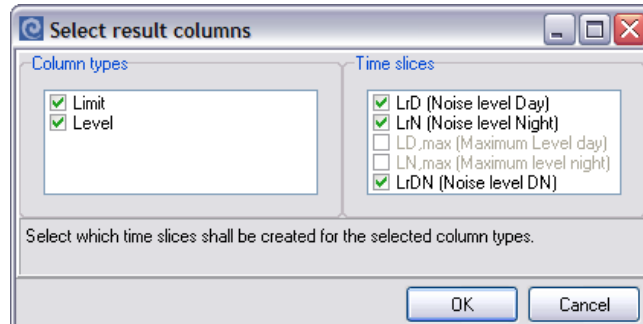 Select result columns
Column types
Limit
Level
Time slices
LrD (Noise level Day)
LrN (Noise level Night)
LD,max (Maximum Level day)
LN,max (Maximum level night)
LrDN (Noise level DN)
Select which time slices shall be created for the selected column types.
OK
Cancel